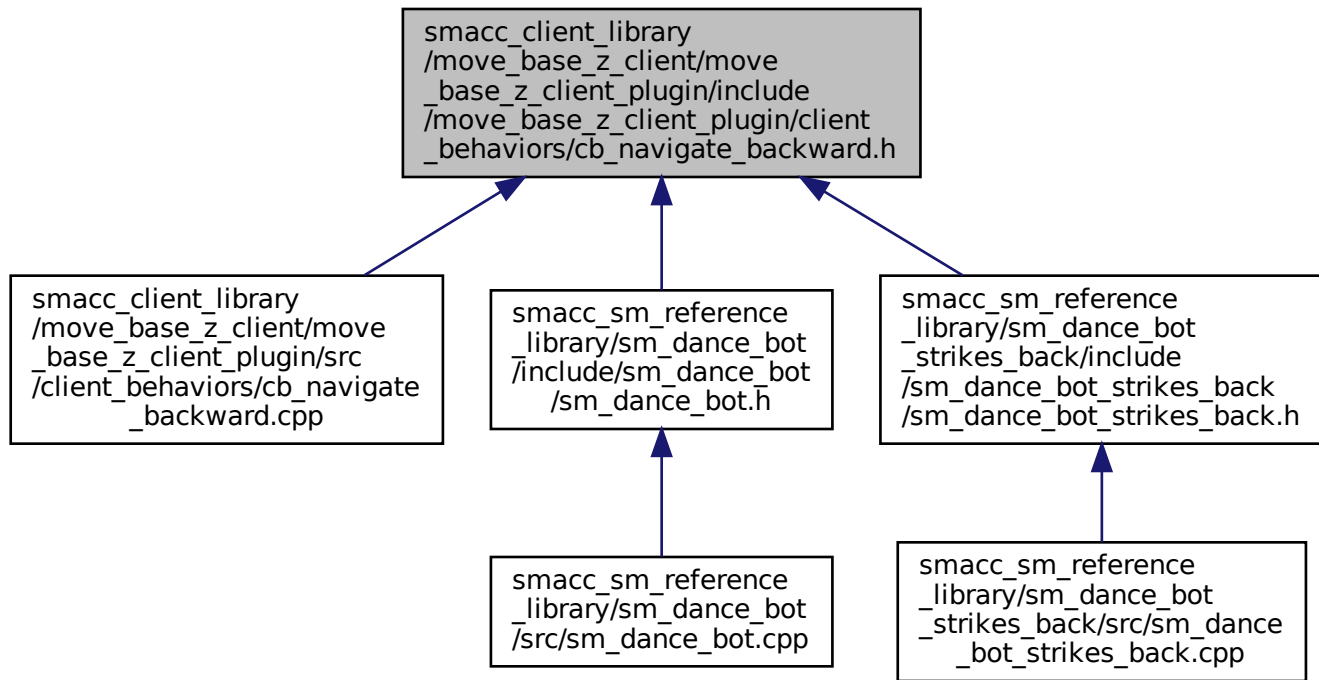 smacc_client_library
/move_base_z_client/move
_base_z_client_plugin/include
/move_base_z_client_plugin/client
_behaviors/cb_navigate_backward.h
smacc_client_library
/move_base_z_client/move
_base_z_client_plugin/src
/client_behaviors/cb_navigate
_backward.cpp
smacc_sm_reference
_library/sm_dance_bot
/include/sm_dance_bot
/sm_dance_bot.h
smacc_sm_reference
_library/sm_dance_bot
_strikes_back/include
/sm_dance_bot_strikes_back
/sm_dance_bot_strikes_back.h
smacc_sm_reference
_library/sm_dance_bot
/src/sm_dance_bot.cpp
smacc_sm_reference
_library/sm_dance_bot
_strikes_back/src/sm_dance
_bot_strikes_back.cpp